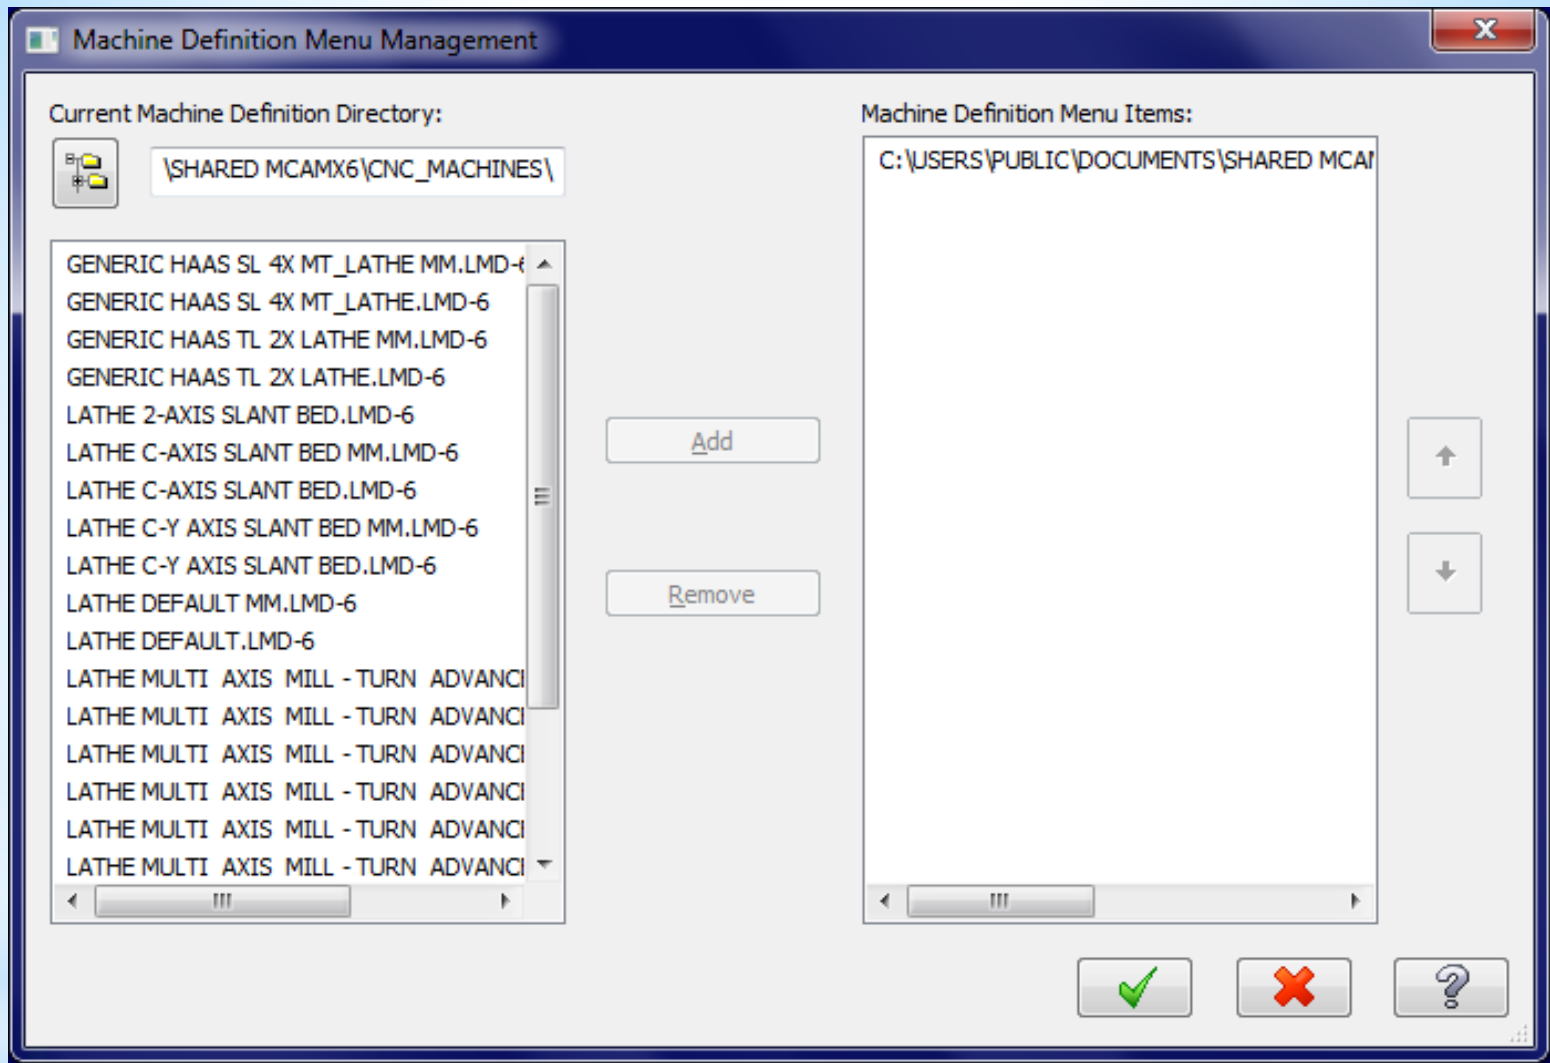 Machine Definition Menu Management
Current Machine Definition Directory:
\SHARED MCAMX6\CNC_MACHINES\
GENERIC HAAS SL 4X MT_LATHE MM.LMD-6
GENERIC HAAS SL 4X MT_LATHE.LMD-6
GENERIC HAAS TL 2X LATHE MM.LMD-6
GENERIC HAAS TL 2X LATHE.LMD-6
LATHE 2-AXIS SLANT BED.LMD-6
LATHE C-AXIS SLANT BED MM.LMD-6
LATHE C-AXIS SLANT BED.LMD-6
LATHE C-Y AXIS SLANT BED MM.LMD-6
LATHE C-Y AXIS SLANT BED.LMD-6
LATHE DEFAULT MM.LMD-6
LATHE DEFAULT.LMD-6
LATHE MULTI AXIS MILL - TURN ADVANC
LATHE MULTI AXIS MILL - TURN ADVANC
LATHE MULTI AXIS MILL - TURN ADVANC
LATHE MULTI AXIS MILL - TURN ADVANC
LATHE MULTI AXIS MILL - TURN ADVANC
LATHE MULTI AXIS MILL - TURN ADVANC
Add
Remove
Machine Definition Menu Items:
C:\USERS\PUBLIC\DOCUMENTS\SHARED MCA